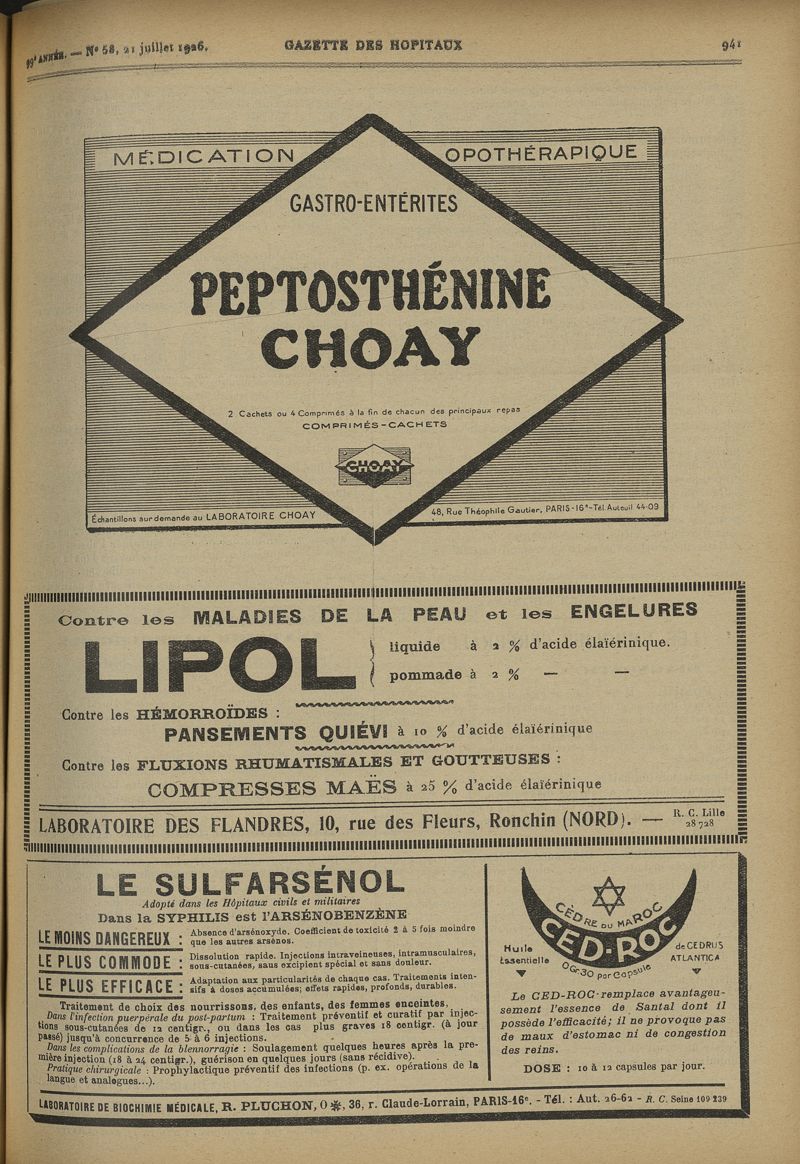 99e ANNÉE. — No 58, 21 juillet 1926.
GAZETTE DES HOPITAUX
941
MÉDICATION OPOTHÉRAPIQUE
GASTRO-ENTÉRITES
PEPTOSTHÉNINE
CHOAY
2 Cachets ou 4 Comprimés à la fin de chacun des principaux repas
COMPRIMÉS-CACHETS
CHOAY
Échantillons sur demande au LABORATOIRE CHOAY
48, Rue Théophile Gautier, PARIS-16e-Tél. Auteuil 44-09
Contre les MALADIES DE LA PEAU et les ENGELURES
LIPOL
liquide à 2 % d'acide élaïérinique.
pommade à 2 % — —
Contre les HÉMORROÏDES :
PANSEMENTS QUIÉVI à 10 % d'acide élaïérinique
Contre les FLUXIONS RHUMATISMALES ET GOUTTEUSES :
COMPRESSES MAËS à 25 % d'acide élaïérinique
LABORATOIRE DES FLANDRES, 10, rue des Fleurs, Ronchin (NORD). — R. C. Lille
28728
LE SULFARSÉNOL
Adopté dans les Hôpitaux civils et militaires
Dans la SYPHILIS est l'ARSÉNOBENZÈNE
LE MOINS DANGEREUX : Absence d'arsénoxyde. Coefficient de toxicité 2 à 5 fois moindre
que les autres arsénos.
LE PLUS COMMODE : Dissolution rapide. Injections intraveineuses, intramusculaires,
sous-cutanées, sans excipient spécial et sans douleur.
LE PLUS EFFICACE : Adaptation aux particularités de chaque cas. Traitements inten-
sifs à doses accumulées; effets rapides, profonds, durables.
Traitement de choix des nourrissons, des enfants, des femmes enceintes.
Dans l'infection puerpérale du post-partum : Traitement préventif et curatif par injec-
tions sous-cutanées de 12 centigr., ou dans les cas plus graves 18 centigr. (à jour
passé) jusqu'à concurrence de 5 à 6 injections.
Dans les complications de la blennorragie : Soulagement quelques heures après la pre-
mière injection (18 à 24 centigr.), guérison en quelques jours (sans récidive).
Pratique chirurgicale : Prophylactique préventif des infections (p. ex. opérations de la
langue et analogues...).
CÈDRE DU MAROC
CED-ROC
Huile
Essentielle
0Gr.30 par Capsule
de CEDRUS
ATLANTICA
Le CED-ROC remplace avantageu-
sement l'essence de Santal dont il
possède l'efficacité; il ne provoque pas
de maux d'estomac ni de congestion
des reins.
DOSE : 10 à 12 capsules par jour.
LABORATOIRE DE BIOCHIMIE MÉDICALE, R. PLUCHON, O ✻, 36, r. Claude-Lorrain, PARIS-16e. - Tél. : Aut. 26-62 - R. C. Seine 109 239